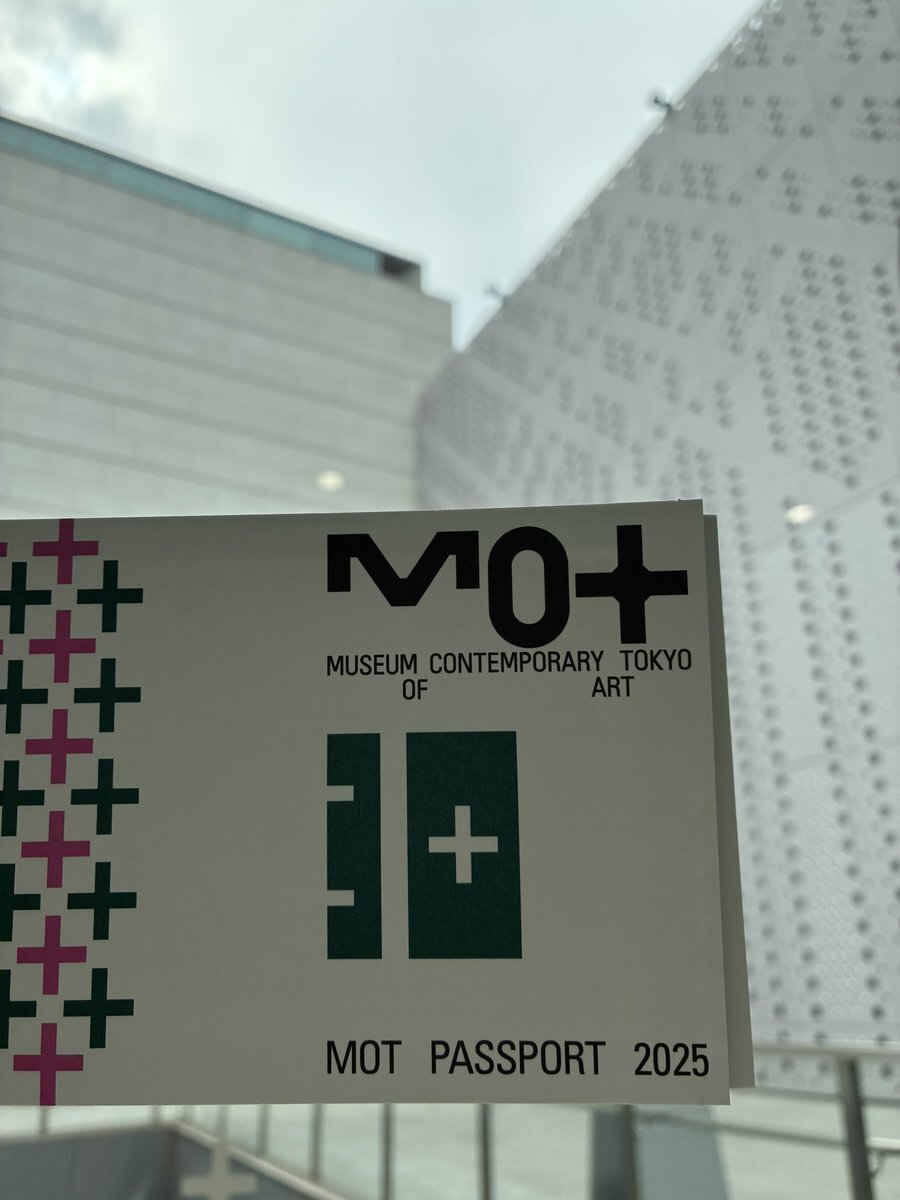 MOT
MUSEUM CONTEMPORARY TOKYO
OF ART
MOT PASSPORT 2025